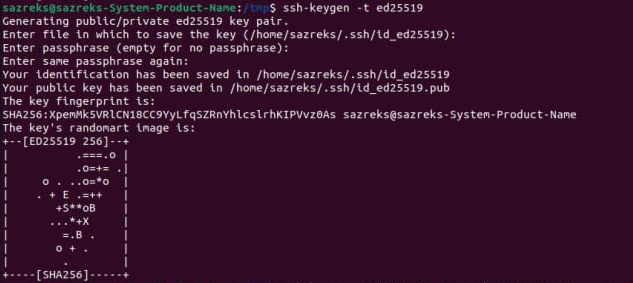 sazreks@sazreks-System-Product-Name:/tmp$ ssh-keygen -t ed25519
Generating public/private ed25519 key pair.
Enter file in which to save the key (/home/sazreks/.ssh/id_ed25519):
Enter passphrase (empty for no passphrase):
Enter same passphrase again:
Your identification has been saved in /home/sazreks/.ssh/id_ed25519
Your public key has been saved in /home/sazreks/.ssh/id_ed25519.pub
The key fingerprint is:
SHA256:XpemMk5VRlCN18CC9YyLfqSZRnYhlcslrhKIPVvz0As sazreks@sazreks-System-Product-Name
The key's randomart image is:
+--[ED25519 256]--+
|           .===.o |
|           .o=+= .|
|      o . ..o=*o  |
|     . + E .=++   |
|        +S**oB    |
|       ...*+X     |
|         =.B .    |
|        o + .     |
|         .        |
+----[SHA256]-----+